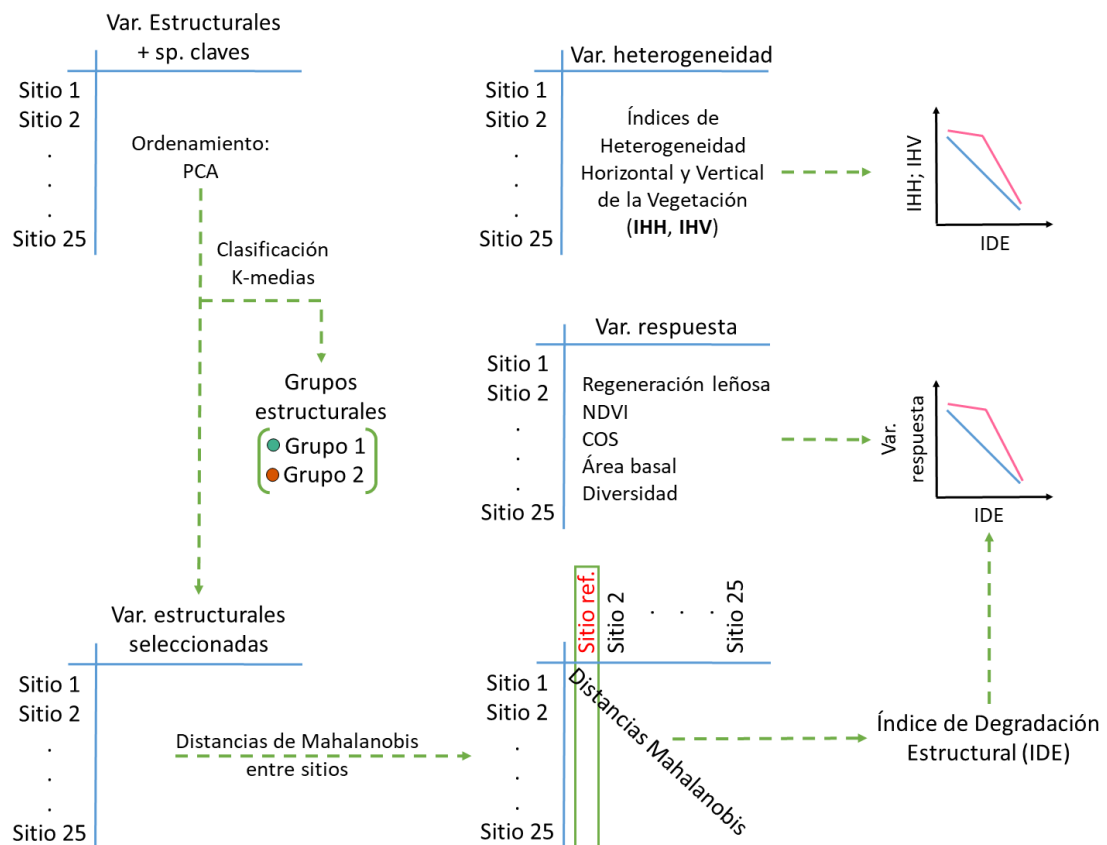 Var. Estructurales
+ sp. claves
Sitio 1
Sitio 2
.
.
.
Sitio 25
Ordenamiento:
PCA
Clasificación
K-medias
Grupos
estructurales
Grupo 1
Grupo 2
Var. estructurales
seleccionadas
Sitio 1
Sitio 2
.
.
.
Sitio 25
Distancias de Mahalanobis
entre sitios
Var. heterogeneidad
Sitio 1
Sitio 2
.
.
.
Sitio 25
Índices de
Heterogeneidad
Horizontal y Vertical
de la Vegetación
(IHH, IHV)
IHH; IHV
IDE
Var. respuesta
Sitio 1
Sitio 2
.
.
.
Sitio 25
Regeneración leñosa
NDVI
COS
Área basal
Diversidad
Var.
respuesta
IDE
Sitio ref.
Sitio 2
. . .
Sitio 25
Sitio 1
Sitio 2
.
.
.
Sitio 25
Distancias Mahalanobis
Índice de Degradación
Estructural (IDE)